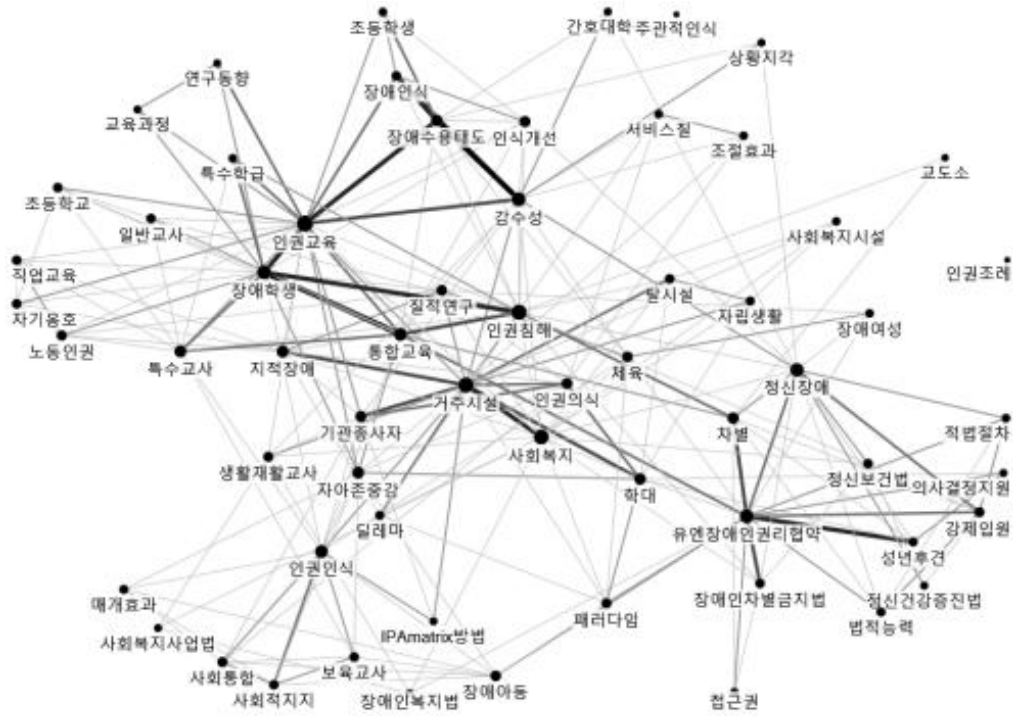 초등학생
간호대학
주관적인식
상황지각
연구동향
장애인식
교육과정
장애수용태도
인식개선
서비스질
조절효과
특수학급
교도소
초등학교
일반교사
인권교육
감수성
사회복지시설
직업교육
장애학생
질적연구
탈시설
인권조례
자기옹호
인권침해
자립생활
장애여성
노동인권
특수교사
지적장애
통합교육
체육
정신장애
거주시설
인권의식
기관종사자
사회복지
차별
적법절차
생활재활교사
자아존중감
학대
정신보건법
의사결정지원
딜레마
유엔장애인권리협약
강제입원
인권인식
성년후견
매개효과
장애인차별금지법
정신건강증진법
사회복지사업법
IPAmatrix방법
패러다임
법적능력
사회통합
보육교사
사회적지지
장애인복지법
장애아동
접근권